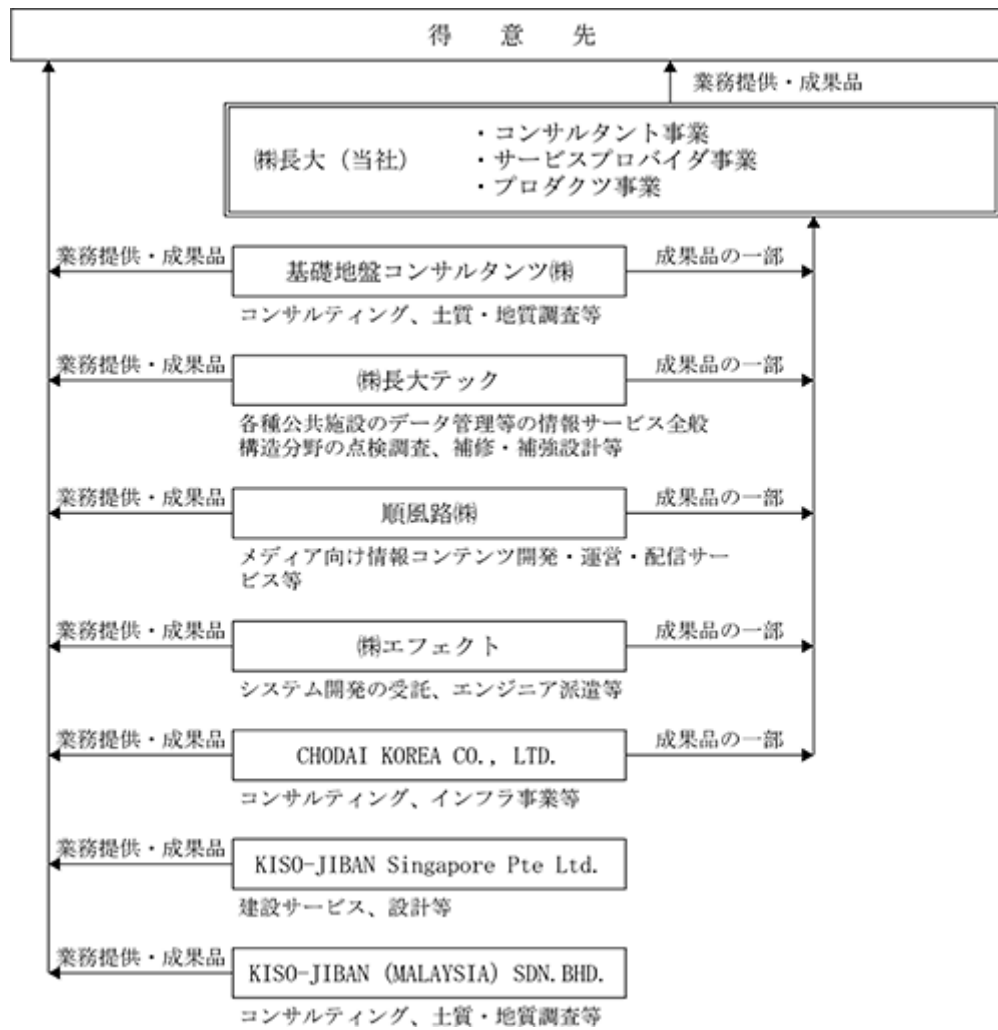 得意先
業務提供・成果品
㈱長大（当社）
・コンサルタント事業
・サービスプロバイダ事業
・プロダクツ事業
業務提供・成果品
基礎地盤コンサルタンツ㈱
成果品の一部
コンサルティング、土質・地質調査等
業務提供・成果品
㈱長大テック
成果品の一部
各種公共施設のデータ管理等の情報サービス全般
構造分野の点検調査、補修・補強設計等
業務提供・成果品
順風路㈱
成果品の一部
メディア向け情報コンテンツ開発・運営・配信サー
ビス等
業務提供・成果品
㈱エフェクト
成果品の一部
システム開発の受託、エンジニア派遣等
業務提供・成果品
CHODAI KOREA CO., LTD.
成果品の一部
コンサルティング、インフラ事業等
業務提供・成果品
KISO-JIBAN Singapore Pte Ltd.
建設サービス、設計等
業務提供・成果品
KISO-JIBAN (MALAYSIA) SDN.BHD.
コンサルティング、土質・地質調査等